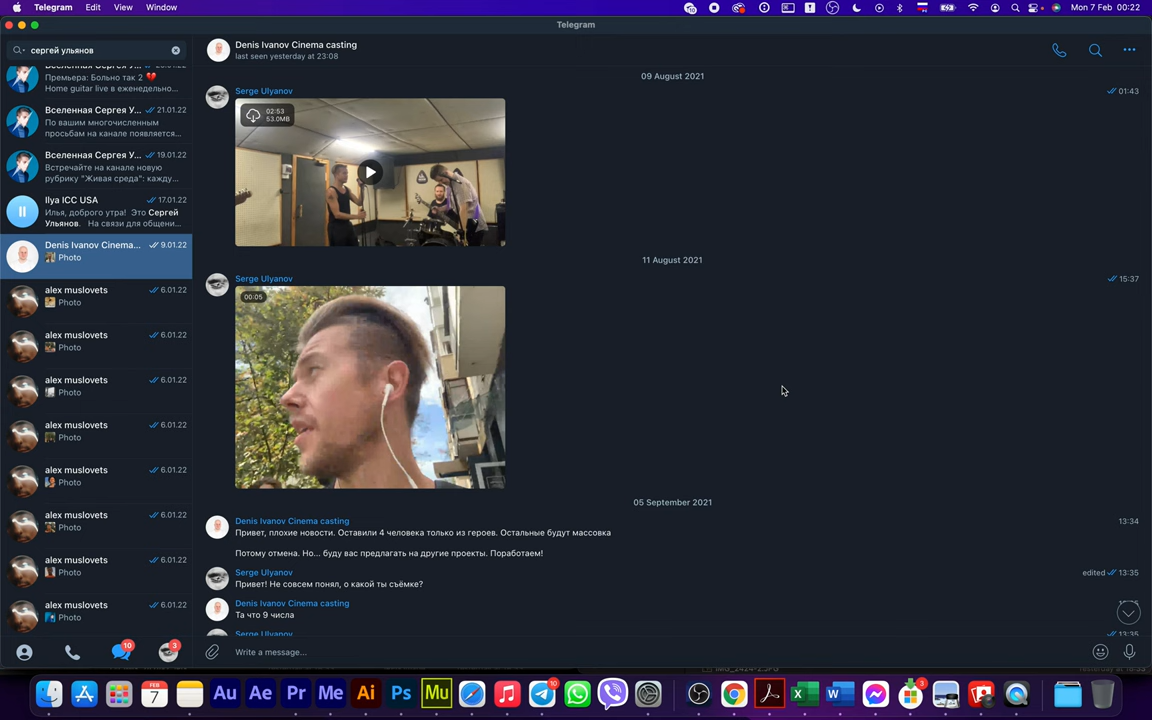 Telegram Edit View Window
Mon 7 Feb 00:22
Telegram
сергей ульянов
Премьера: Больно так 2 💔
Home guitar live в еженедельно...
Вселенная Сергея У... 21.01.22
По вашим многочисленным
просьбам на канале появляется...
Вселенная Сергея У... 19.01.22
Встречайте на канале новую
рубрику "Живая среда": кажду...
Ilya ICC USA 17.01.22
Илья, доброго утра! Это Сергей
Ульянов. На связи для общени...
Denis Ivanov Cinema... 9.01.22
Photo
alex muslovets 6.01.22
Photo
alex muslovets 6.01.22
Photo
alex muslovets 6.01.22
Photo
alex muslovets 6.01.22
Photo
alex muslovets 6.01.22
Photo
alex muslovets 6.01.22
Photo
alex muslovets 6.01.22
Photo
alex muslovets 6.01.22
Photo
10
3
Denis Ivanov Cinema casting
last seen yesterday at 23:08
09 August 2021
Serge Ulyanov 01:43
02:53
53.0MB
11 August 2021
Serge Ulyanov 15:37
00:05
05 September 2021
Denis Ivanov Cinema casting 13:34
Привет, плохие новости. Оставили 4 человека только из героев. Остальные будут массовка
Потому отмена. Но... буду вас предлагать на другие проекты. Поработаем!
Serge Ulyanov edited 13:35
Привет! Не совсем понял, о какой ты съёмке?
Denis Ivanov Cinema casting
Та что 9 числа
Serge Ulyanov 13:35
Write a message...
FEB
7
Au Ae Pr Me Ai Ps Mu
10
X
W
3